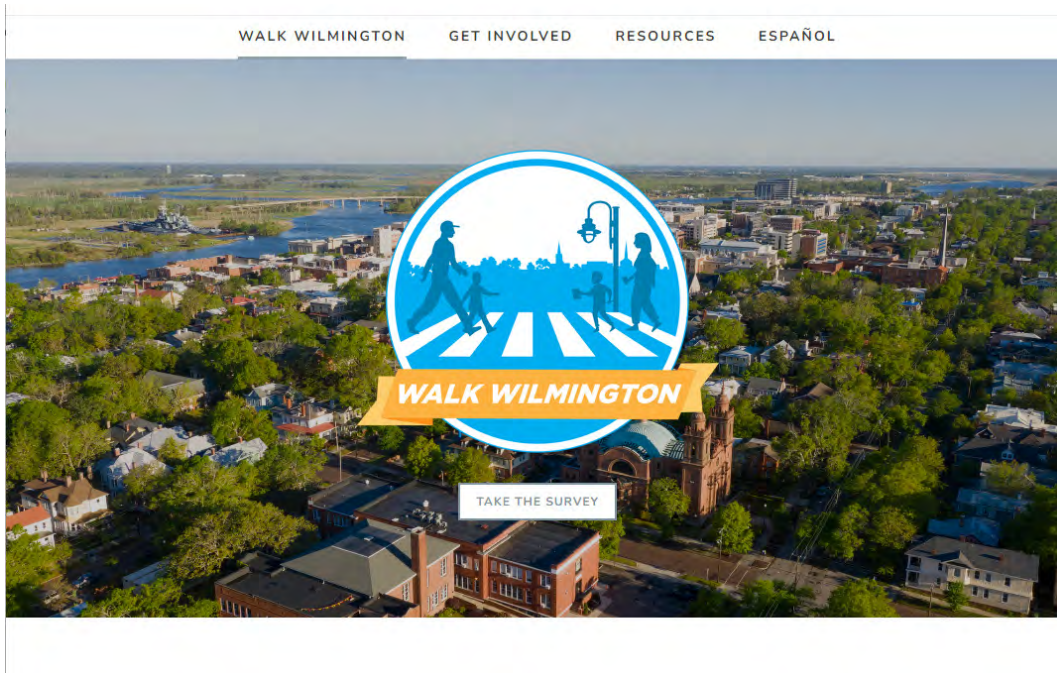 WALK WILMINGTON GET INVOLVED RESOURCES ESPAÑOL
WALK WILMINGTON
TAKE THE SURVEY